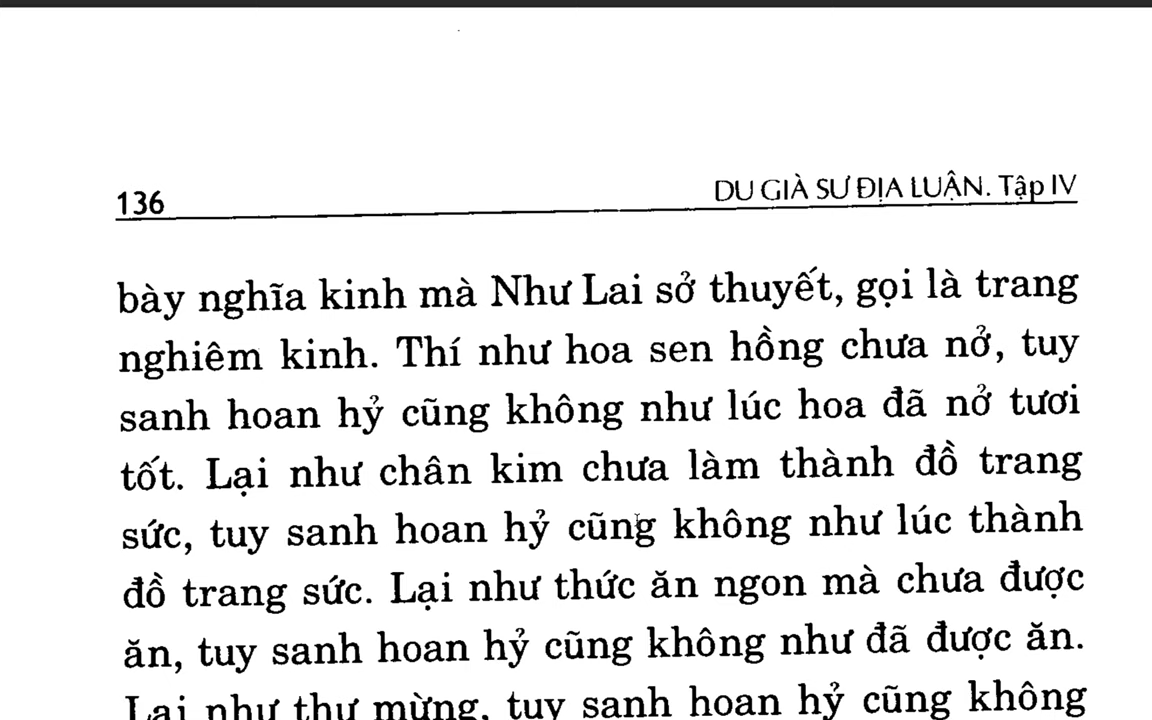 136
DU GIÀ SƯ ĐỊA LUẬN. Tập IV
bày nghĩa kinh mà Như Lai sở thuyết, gọi là trang
nghiêm kinh. Thí như hoa sen hồng chưa nở, tuy
sanh hoan hỷ cũng không như lúc hoa đã nở tươi
tốt. Lại như chân kim chưa làm thành đồ trang
sức, tuy sanh hoan hỷ cũng không như lúc thành
đồ trang sức. Lại như thức ăn ngon mà chưa được
ăn, tuy sanh hoan hỷ cũng không như đã được ăn.
Lại như thư mừng, tuy sanh hoan hỷ cũng không